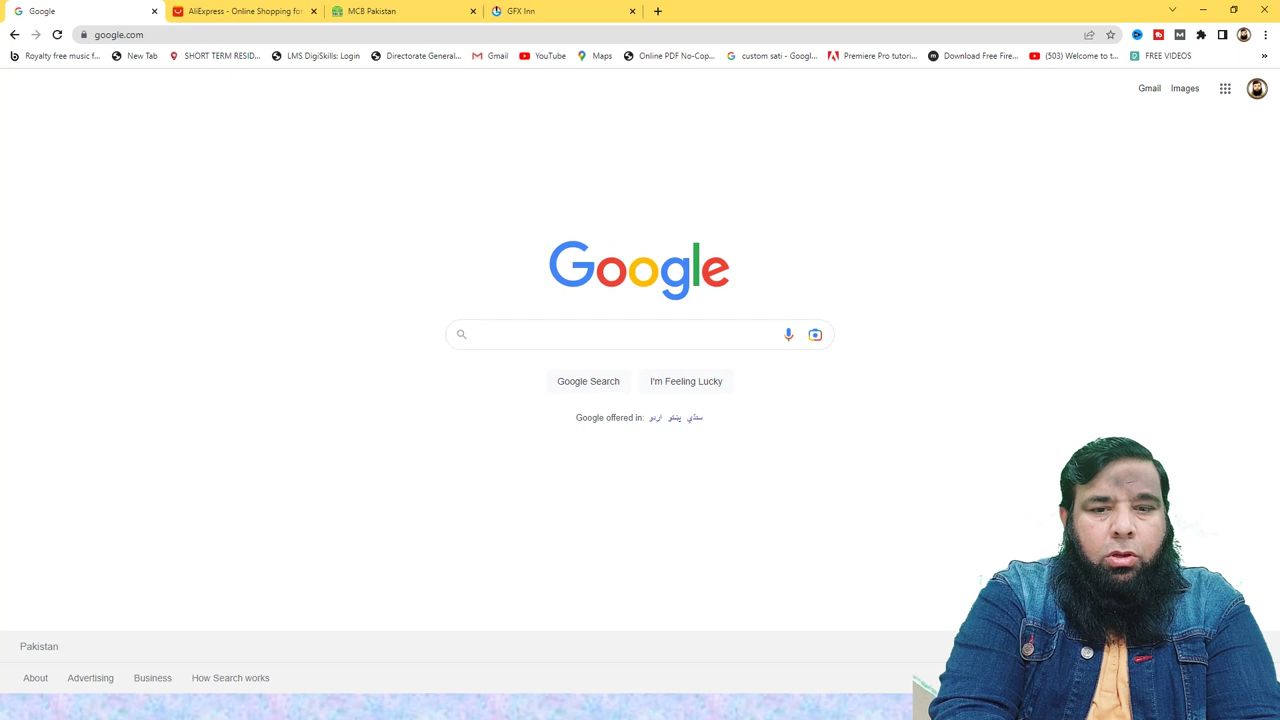 Google
AliExpress - Online Shopping for
MCB Pakistan
GFX Inn
google.com
Royalty free music f...
New Tab
SHORT TERM RESID...
LMS DigiSkills: Login
Directorate General...
Gmail
YouTube
Maps
Online PDF No-Cop...
custom sati - Googl...
Premiere Pro tutori...
Download Free Fire...
(503) Welcome to t...
FREE VIDEOS
Gmail
Images
Google
Google Search
I'm Feeling Lucky
Google offered in: اردو پښتو سنڌي
Pakistan
About
Advertising
Business
How Search works